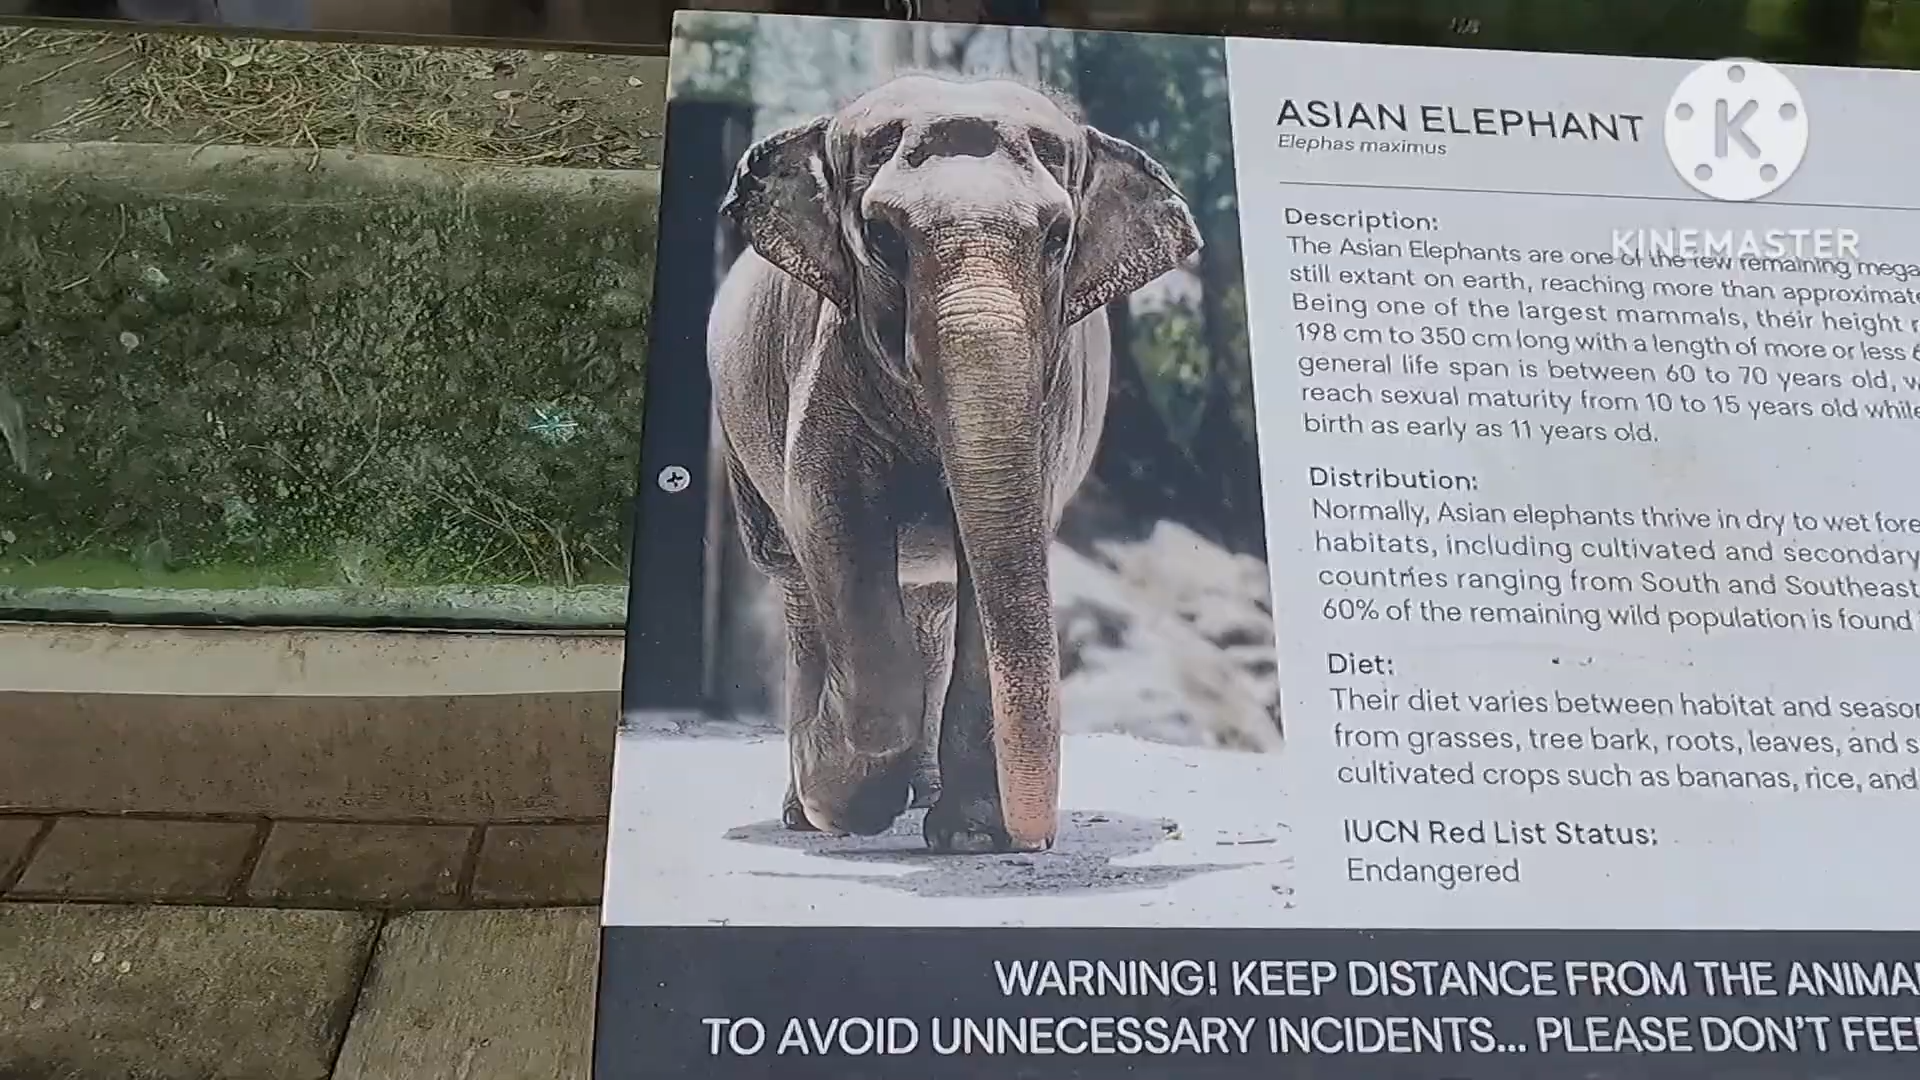 ASIAN ELEPHANT
Elephas maximus
K
KINEMASTER
Description:
The Asian Elephants are one of the few remaining mega
still extant on earth, reaching more than approximate
Being one of the largest mammals, their height r
198 cm to 350 cm long with a length of more or less 6
general life span is between 60 to 70 years old, w
reach sexual maturity from 10 to 15 years old while
birth as early as 11 years old.
Distribution:
Normally, Asian elephants thrive in dry to wet fore
habitats, including cultivated and secondary
countries ranging from South and Southeast
60% of the remaining wild population is found
Diet:
Their diet varies between habitat and season
from grasses, tree bark, roots, leaves, and s
cultivated crops such as bananas, rice, and
IUCN Red List Status:
Endangered
WARNING! KEEP DISTANCE FROM THE ANIMA
TO AVOID UNNECESSARY INCIDENTS... PLEASE DON'T FEE